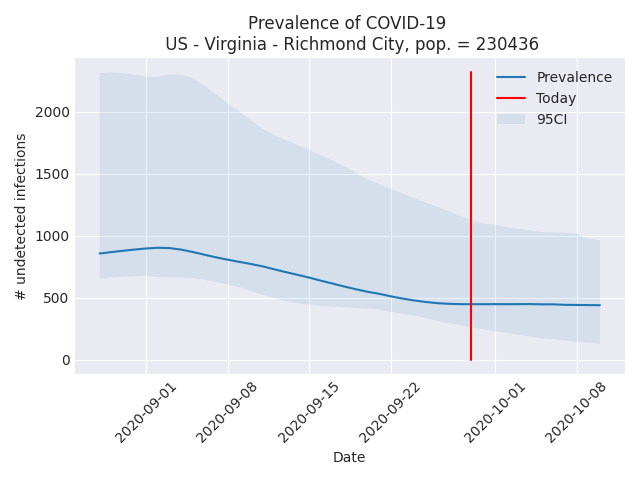 Prevalence of COVID-19
US - Virginia - Richmond City, pop. = 230436
Prevalence
Today
95CI
2000
1500
1000
500
0
# undetected infections
2020-09-01
2020-09-08
2020-09-15
2020-09-22
2020-10-01
2020-10-08
Date